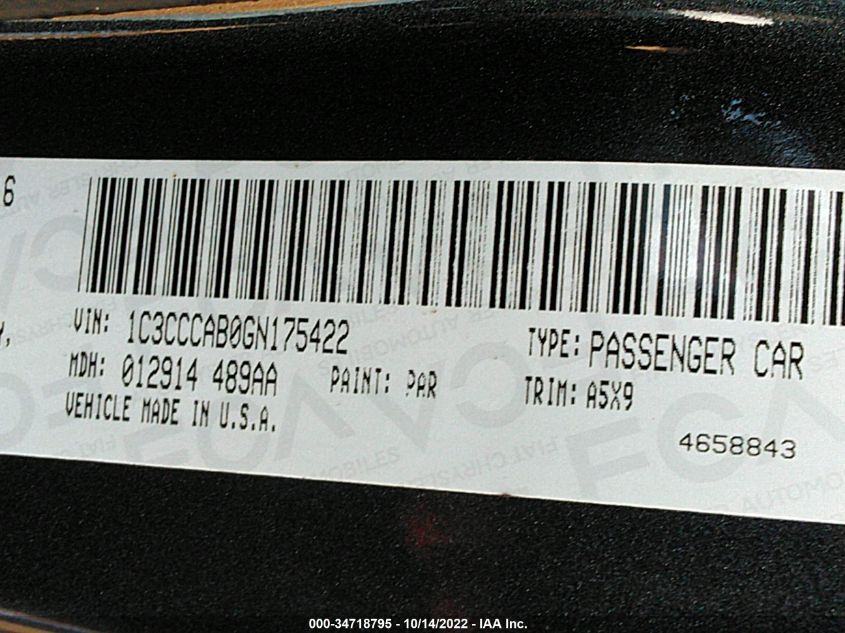 6
Y,
VIN: 1C3CCCAB0GN175422
TYPE: PASSENGER CAR
MDH: 012914 489AA
PAINT: PAR
TRIM: A5X9
VEHICLE MADE IN U.S.A.
4658843
000-34718795 - 10/14/2022 - IAA Inc.